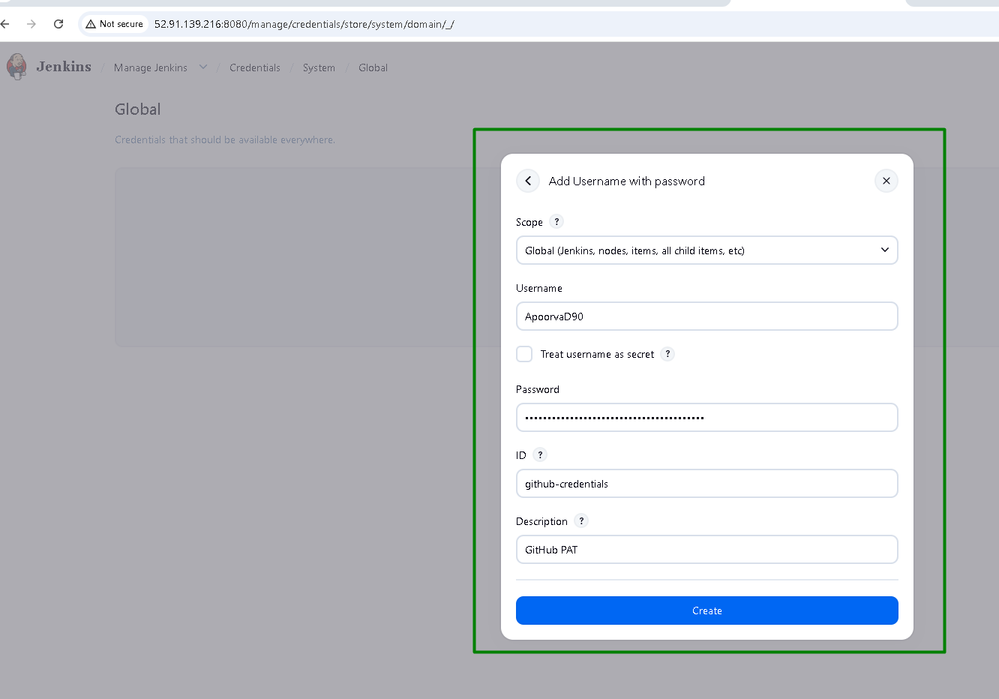 Not secure 52.91.139.216:8080/manage/credentials/store/system/domain/_/
Jenkins / Manage Jenkins / Credentials / System / Global
Global
Credentials that should be available everywhere.
Add Username with password
Scope ?
Global (Jenkins, nodes, items, all child items, etc)
Username
ApoorvaD90
Treat username as secret ?
Password
••••••••••••••••••••••••••••••••••••••••
ID ?
github-credentials
Description ?
GitHub PAT
Create